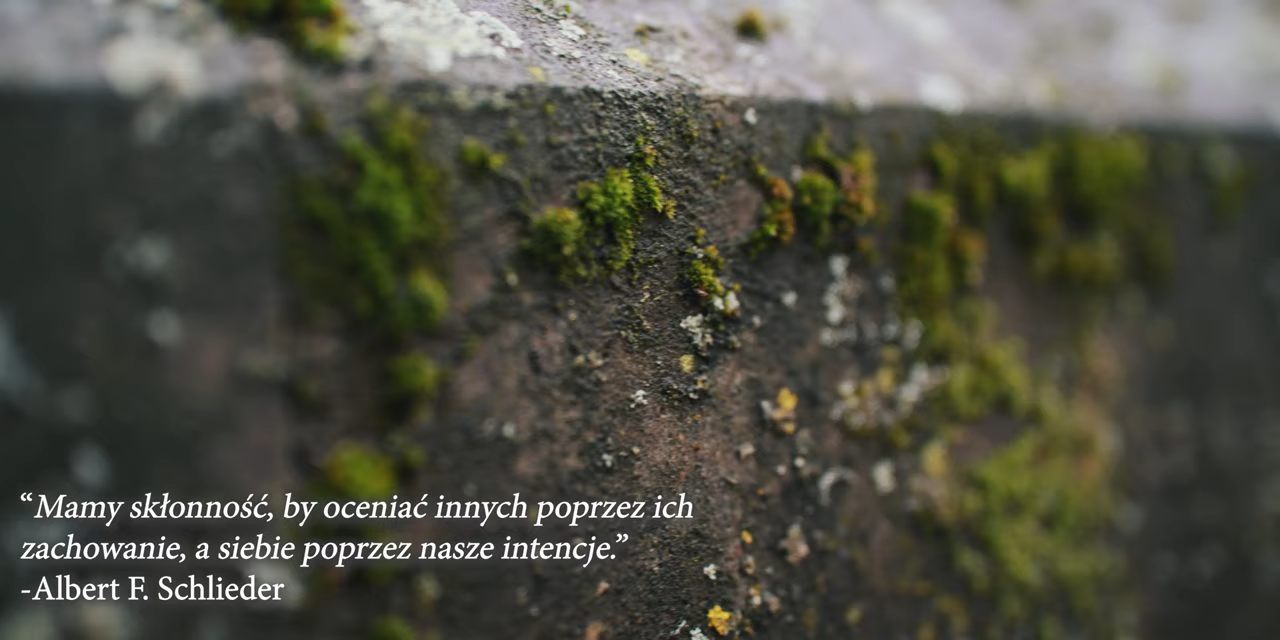 “Mamy skłonność, by oceniać innych poprzez ich
zachowanie, a siebie poprzez nasze intencje.”
-Albert F. Schlieder